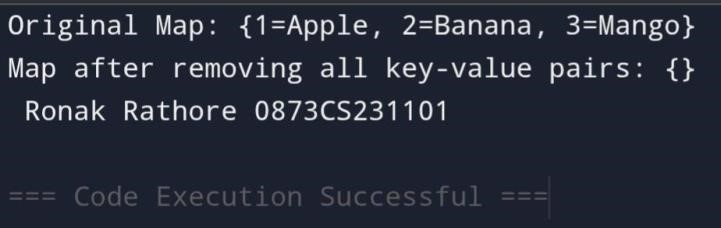 Original Map: {1=Apple, 2=Banana, 3=Mango}
Map after removing all key-value pairs: {}
Ronak Rathore 0873CS231101
=== Code Execution Successful ===